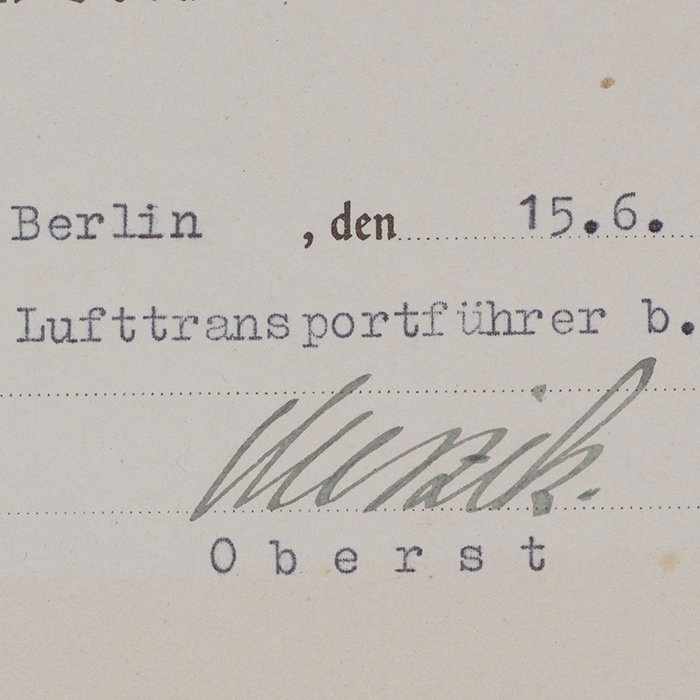 Berlin , den 15.6.
Lufttransportführer b.
Oberst